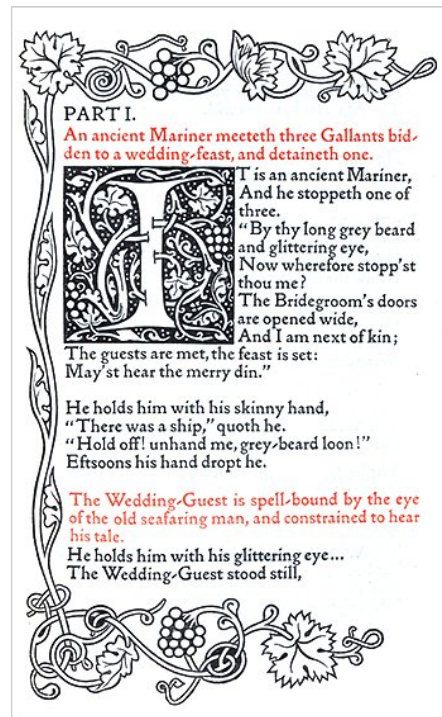 PART I.
An ancient Mariner meeteth three Gallants bid-
den to a wedding-feast, and detaineth one.
IT is an ancient Mariner,
And he stoppeth one of
three.
"By thy long grey beard
and glittering eye,
Now wherefore stopp'st
thou me?
The Bridegroom's doors
are opened wide,
And I am next of kin;
The guests are met, the feast is set:
May'st hear the merry din."
He holds him with his skinny hand,
"There was a ship," quoth he.
"Hold off! unhand me, grey-beard loon!"
Eftsoons his hand dropt he.
The Wedding-Guest is spell-bound by the eye
of the old seafaring man, and constrained to hear
his tale.
He holds him with his glittering eye...
The Wedding-Guest stood still,